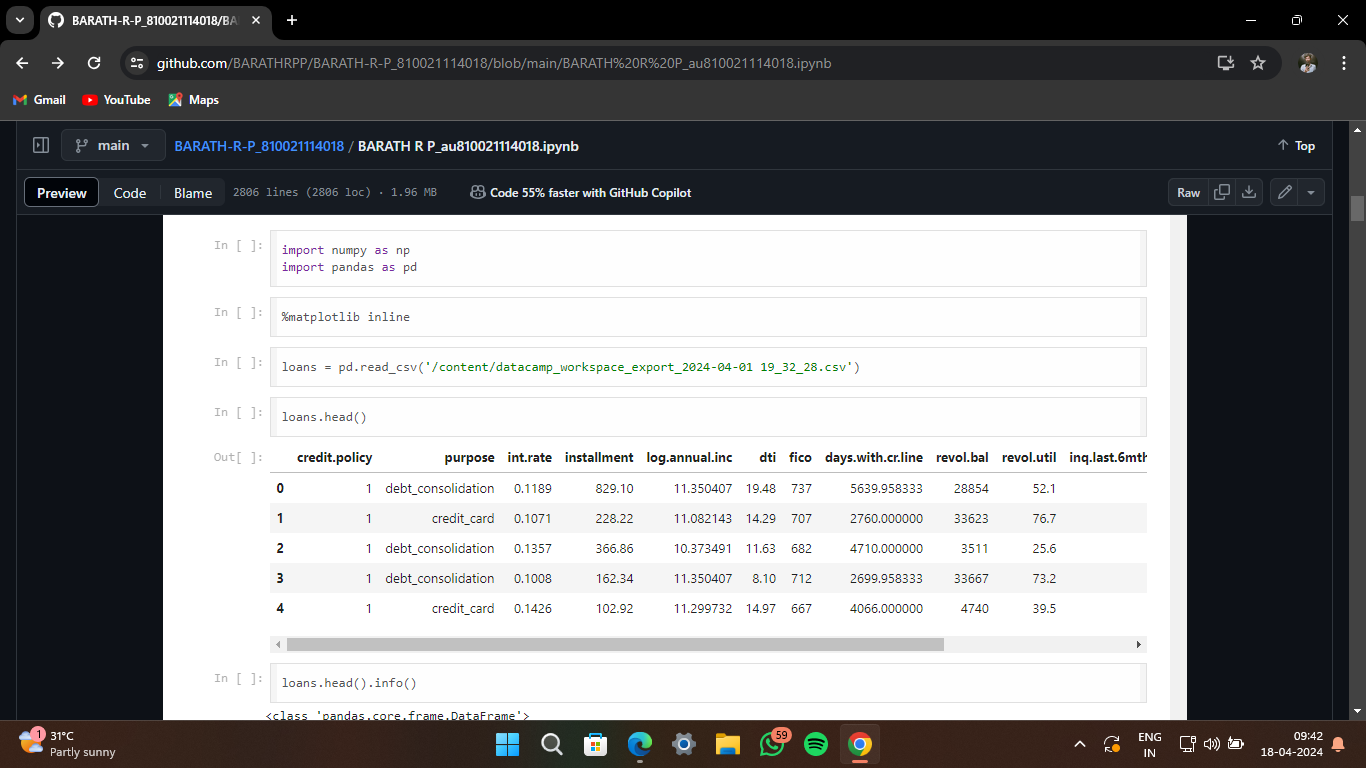 BARATH-R-P_810021114018/BA
github.com/BARATHRPP/BARATH-R-P_810021114018/blob/main/BARATH%20R%20P_au810021114018.ipynb
Gmail YouTube Maps
main BARATH-R-P_810021114018 / BARATH R P_au810021114018.ipynb Top
Preview Code Blame 2806 lines (2806 loc) · 1.96 MB Code 55% faster with GitHub Copilot Raw
In [ ]: import numpy as np
import pandas as pd
In [ ]: %matplotlib inline
In [ ]: loans = pd.read_csv('/content/datacamp_workspace_export_2024-04-01 19_32_28.csv')
In [ ]: loans.head()
Out[ ]: credit.policy purpose int.rate installment log.annual.inc dti fico days.with.cr.line revol.bal revol.util inq.last.6mth
0 1 debt_consolidation 0.1189 829.10 11.350407 19.48 737 5639.958333 28854 52.1
1 1 credit_card 0.1071 228.22 11.082143 14.29 707 2760.000000 33623 76.7
2 1 debt_consolidation 0.1357 366.86 10.373491 11.63 682 4710.000000 3511 25.6
3 1 debt_consolidation 0.1008 162.34 11.350407 8.10 712 2699.958333 33667 73.2
4 1 credit_card 0.1426 102.92 11.299732 14.97 667 4066.000000 4740 39.5
In [ ]: loans.head().info()
<class 'pandas.core.frame.DataFrame'>
1 31°C
Partly sunny
59
ENG
IN
09:42
18-04-2024